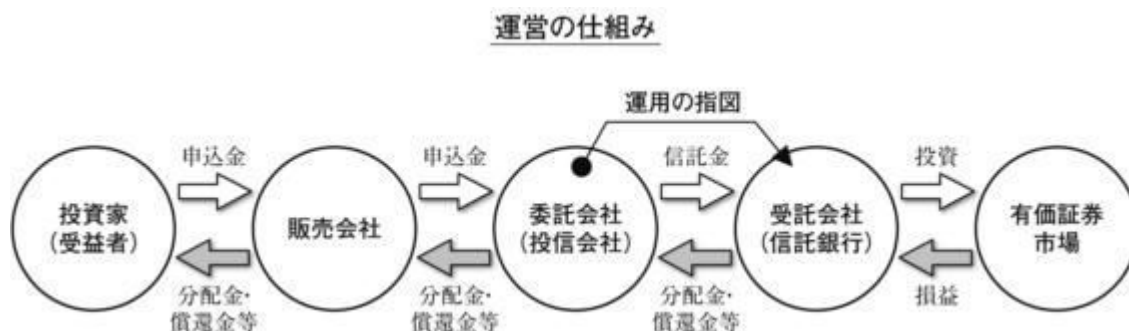 運営の仕組み
運用の指図
申込金
申込金
信託金
投資
投資家
(受益者)
販売会社
委託会社
(投信会社)
受託会社
(信託銀行)
有価証券
市場
分配金・
償還金等
分配金・
償還金等
分配金・
償還金等
損益